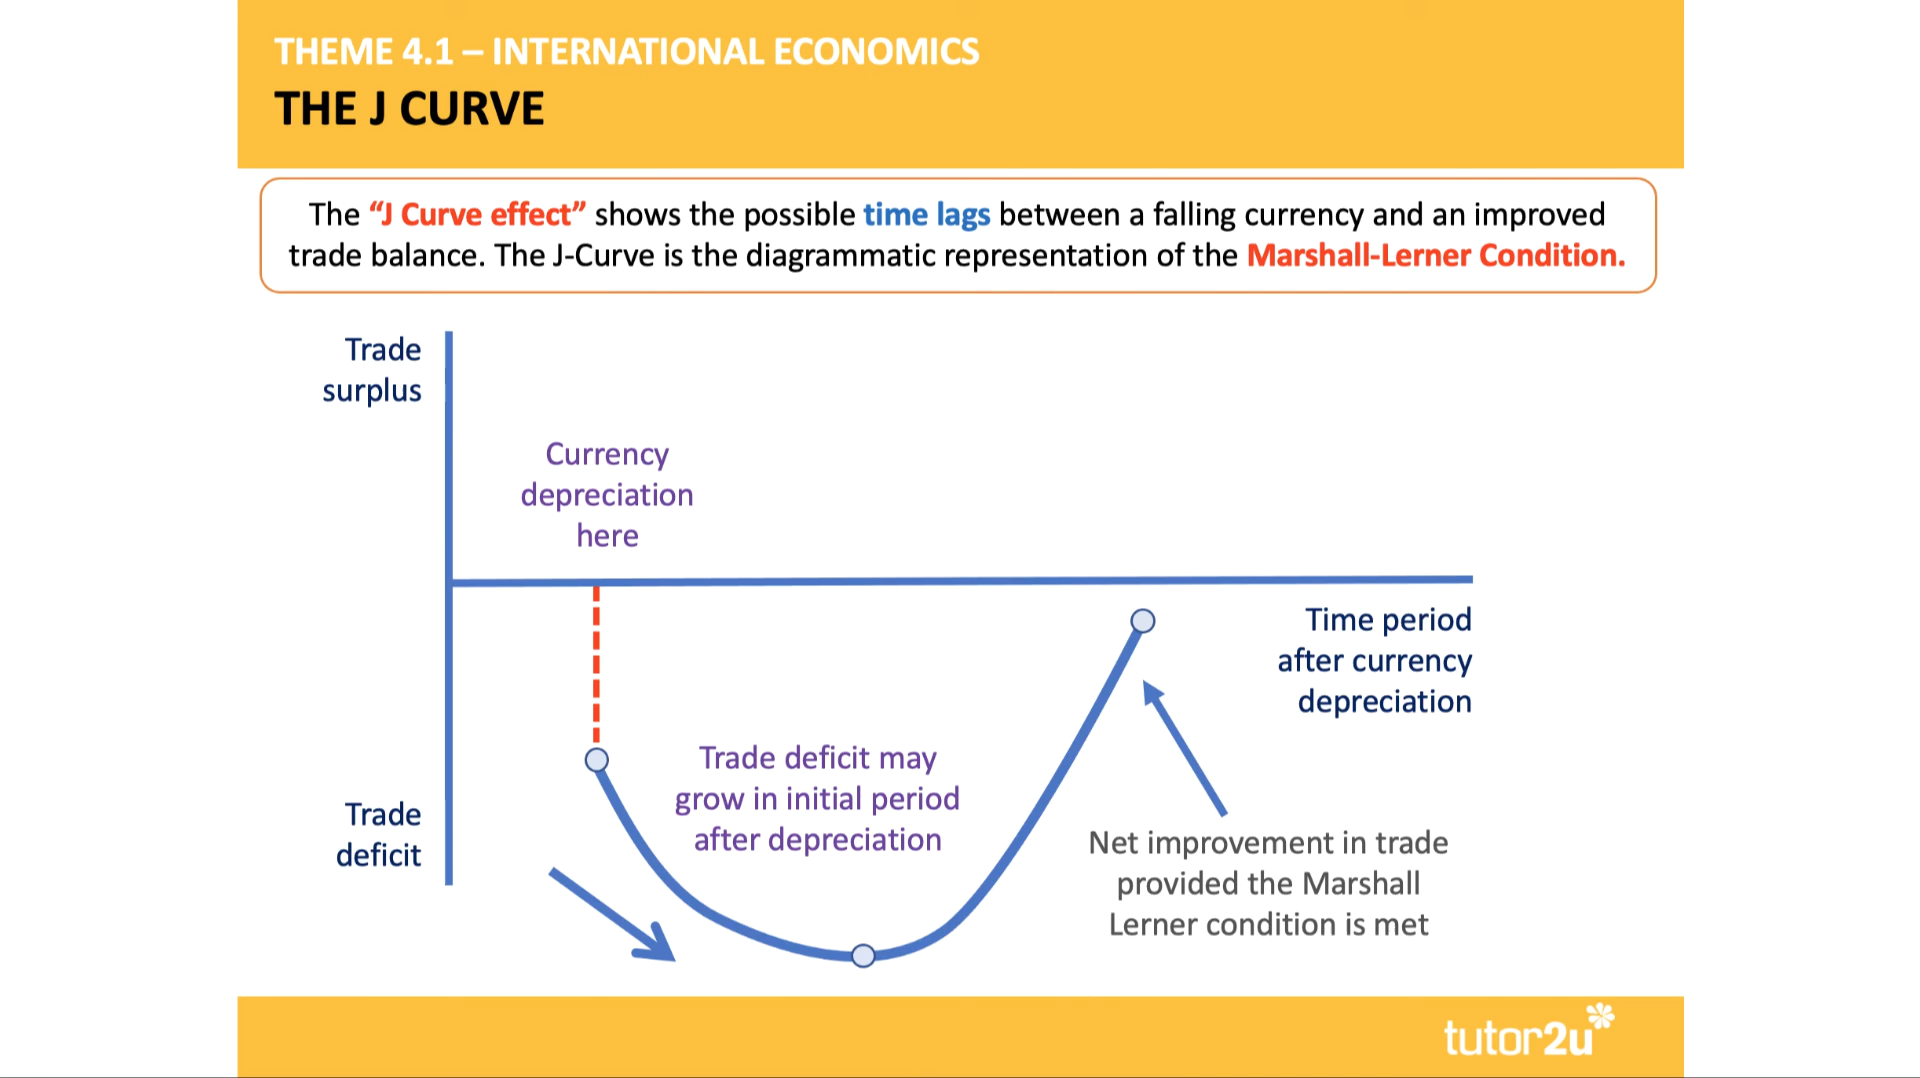 THEME 4.1 – INTERNATIONAL ECONOMICS
THE J CURVE
The “J Curve effect” shows the possible time lags between a falling currency and an improved
trade balance. The J-Curve is the diagrammatic representation of the Marshall-Lerner Condition.
Trade
surplus
Currency
depreciation
here
Time period
after currency
depreciation
Trade deficit may
grow in initial period
after depreciation
Trade
deficit
Net improvement in trade
provided the Marshall
Lerner condition is met
tutor2u